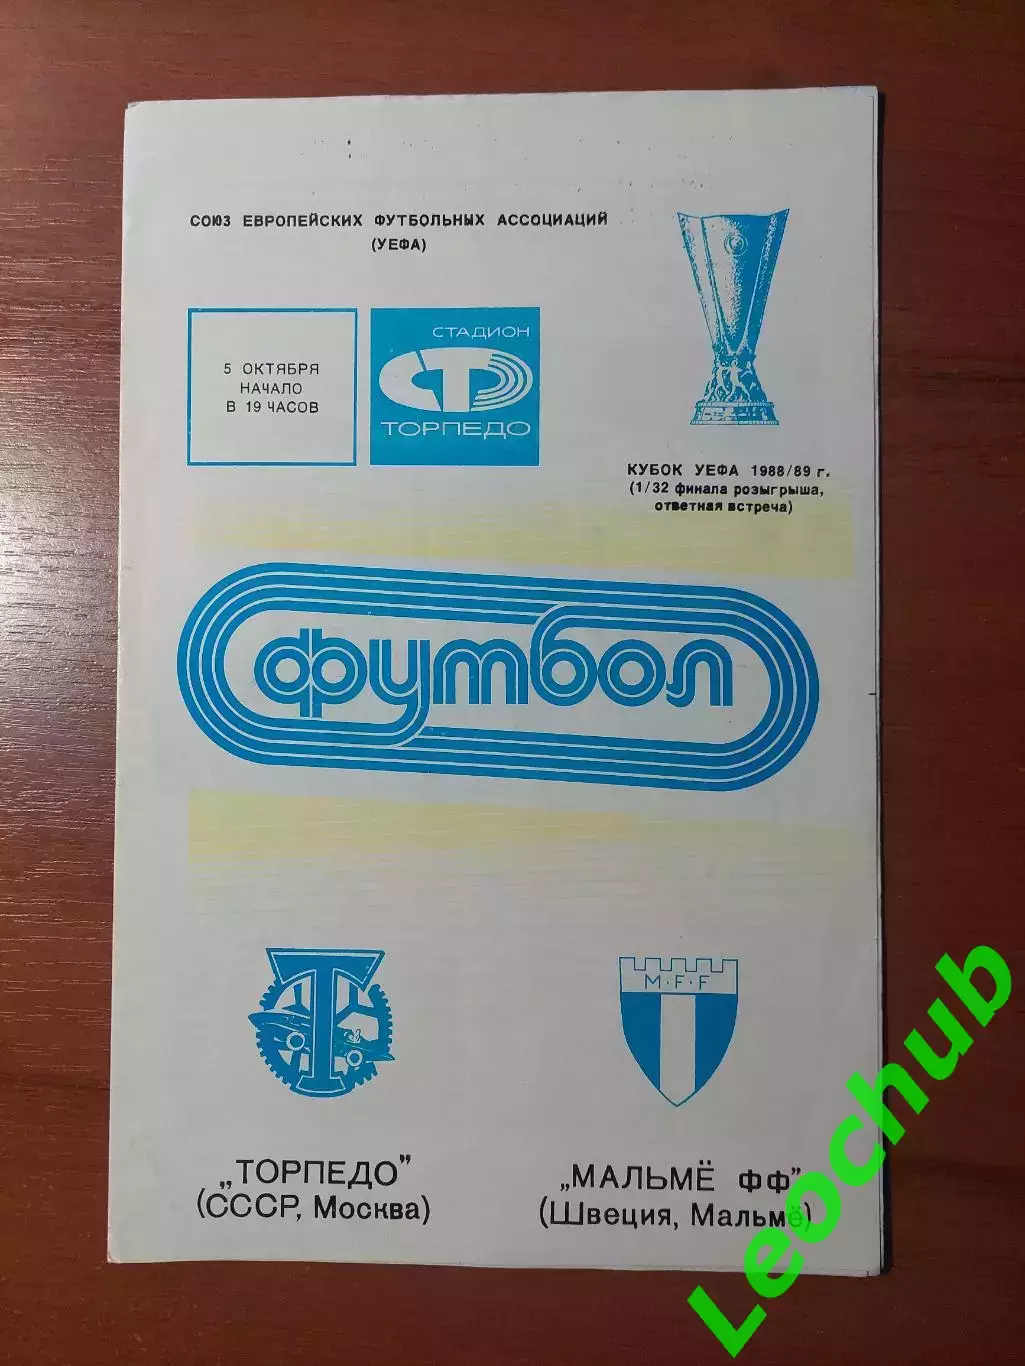 СОЮЗ ЕВРОПЕЙСКИХ ФУТБОЛЬНЫХ АССОЦИАЦИЙ
(УЕФА)
5 ОКТЯБРЯ
НАЧАЛО
В 19 ЧАСОВ
СТАДИОН
СТ
ТОРПЕДО
КУБОК УЕФА 1988/89 г.
(1/32 финала розыгрыша,
ответная встреча)
футбол
Т
M·F·F
„ТОРПЕДО"
(СССР, Москва)
„МАЛЬМЁ ФФ"
(Швеция, Мальмё)
Leochub